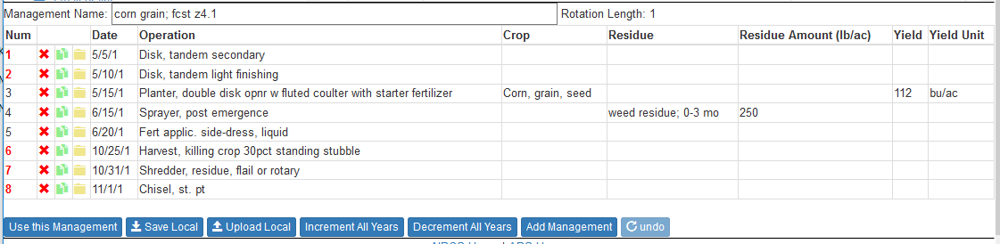 Management Name: corn grain; fcst z4.1 Rotation Length: 1
Num Date Operation Crop Residue Residue Amount (lb/ac) Yield Yield Unit
1 5/5/1 Disk, tandem secondary
2 5/10/1 Disk, tandem light finishing
3 5/15/1 Planter, double disk opnr w fluted coulter with starter fertilizer Corn, grain, seed 112 bu/ac
4 6/15/1 Sprayer, post emergence weed residue; 0-3 mo 250
5 6/20/1 Fert applic. side-dress, liquid
6 10/25/1 Harvest, killing crop 30pct standing stubble
7 10/31/1 Shredder, residue, flail or rotary
8 11/1/1 Chisel, st. pt
Use this Management Save Local Upload Local Increment All Years Decrement All Years Add Management undo